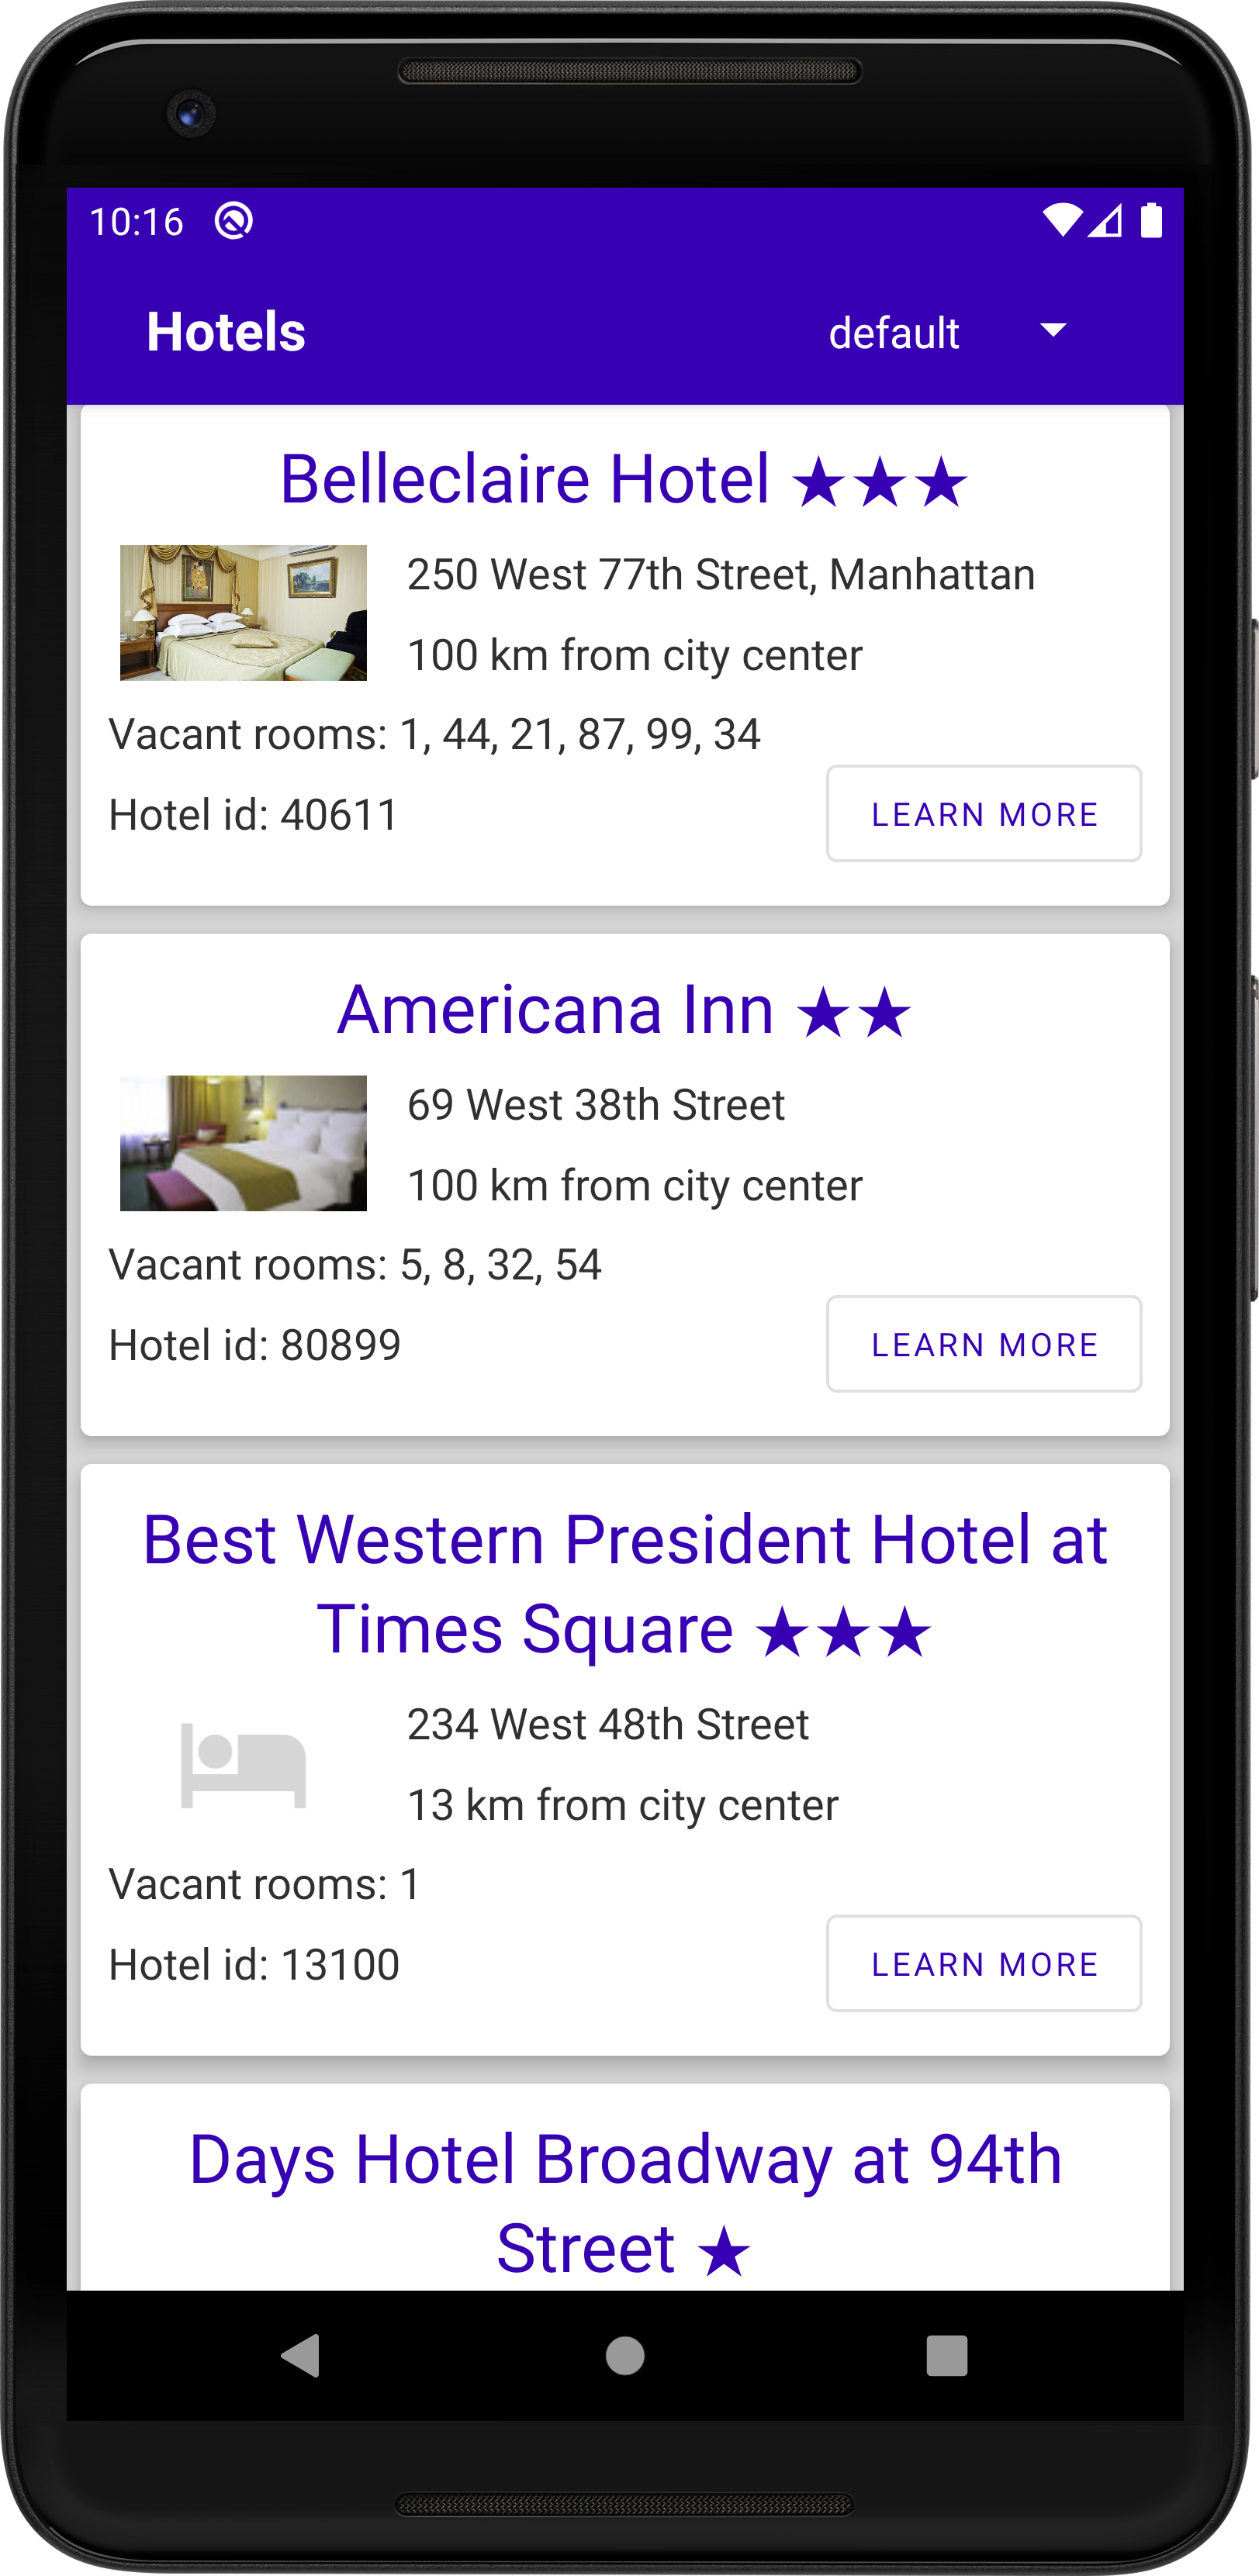 10:16
Hotels
default
Belleclaire Hotel ★★★
250 West 77th Street, Manhattan
100 km from city center
Vacant rooms: 1, 44, 21, 87, 99, 34
Hotel id: 40611
LEARN MORE
Americana Inn ★★
69 West 38th Street
100 km from city center
Vacant rooms: 5, 8, 32, 54
Hotel id: 80899
LEARN MORE
Best Western President Hotel at
Times Square ★★★
234 West 48th Street
13 km from city center
Vacant rooms: 1
Hotel id: 13100
LEARN MORE
Days Hotel Broadway at 94th
Street ★